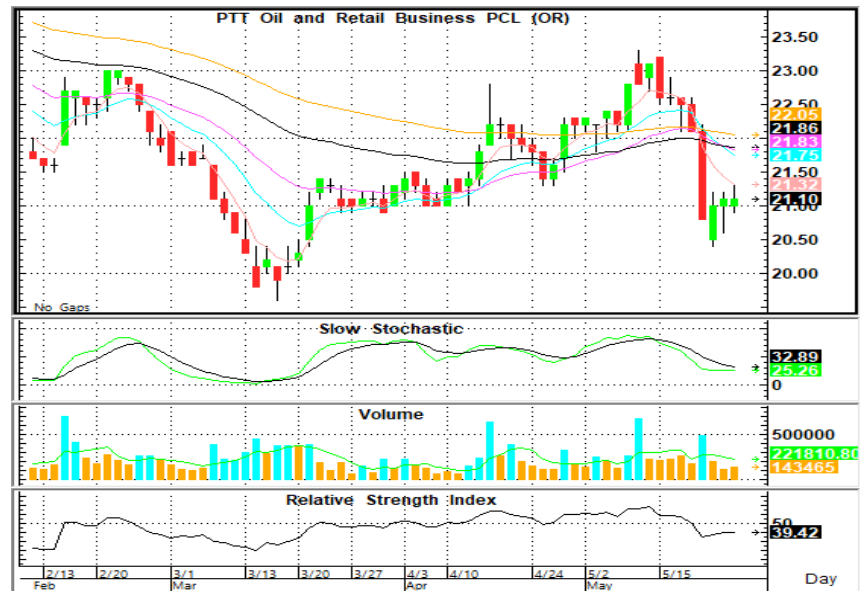 PTT Oil and Retail Business PCL (OR)
23.50
23.00
22.50
22.05
21.86
21.83
21.75
21.50
21.32
21.10
21.00
20.50
20.00
No Gaps
Slow Stochastic
32.89
25.26
0
Volume
500000
221810.80
143465
Relative Strength Index
50
39.42
2/13 2/20 3/1 3/13 3/20 3/27 4/3 4/10 4/24 5/2 5/15
Feb Mar Apr May
Day